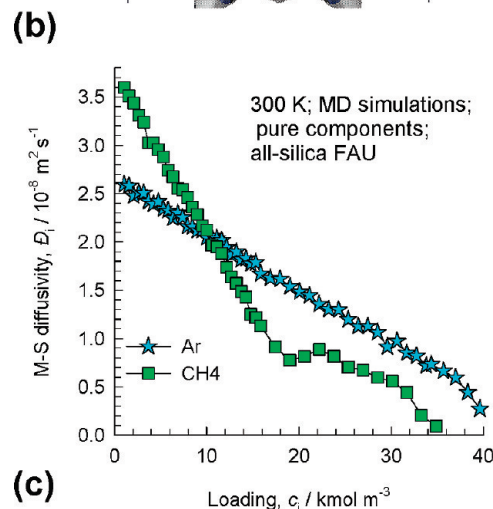 (b)
3.5
3.0
2.5
2.0
1.5
1.0
0.5
0.0
M-S diffusivity, Đi / 10-8 m2 s-1
300 K; MD simulations;
pure components;
all-silica FAU
Ar
CH4
0 10 20 30 40
Loading, ci / kmol m-3
(c)